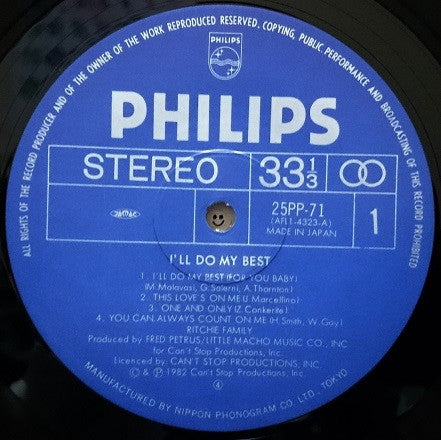 ALL RIGHTS OF THE RECORD PRODUCER AND OF THE OWNER OF THE WORK REPRODUCED RESERVED. COPYING, PUBLIC PERFORMANCE AND BROADCASTING OF THIS RECORD PROHIBITED
PHILIPS
PHILIPS
STEREO 33 1/3
25PP-71
(AFL1-4323-A)
MADE IN JAPAN
1
JASRAC
I'LL DO MY BEST
1. I'LL DO MY BEST (FOR YOU BABY)
(M. Malavasi, G. Salerni, A. Thornton)
2. THIS LOVE'S ON ME (J. Marcellino)
3. ONE AND ONLY (Z. Conkerite)
4. YOU CAN ALWAYS COUNT ON ME (H. Smith, W. Gay)
RITCHIE FAMILY
Produced by FRED PETRUS/LITTLE MACHO MUSIC CO., INC
for Can't Stop Productions, INC.
Licenced by: CAN'T STOP PRODUCTIONS, INC
© & ℗ 1982 Can't Stop Productions, Inc.
④
MANUFACTURED BY NIPPON PHONOGRAM CO. LTD., TOKYO